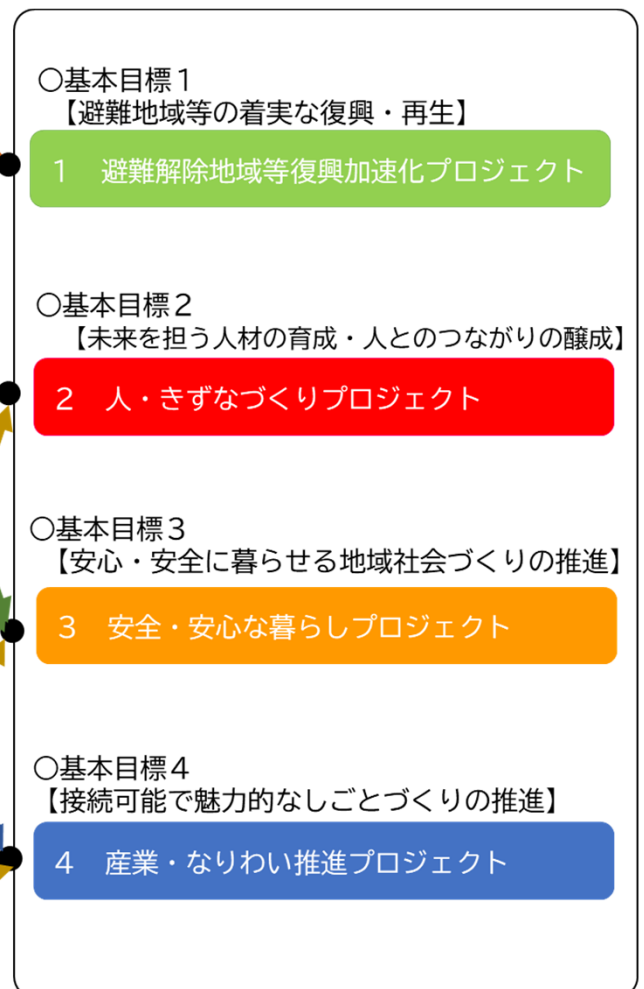 ○基本目標１
【避難地域等の着実な復興・再生】
１　避難解除地域等復興加速化プロジェクト
○基本目標２
【未来を担う人材の育成・人とのつながりの醸成】
２　人・きずなづくりプロジェクト
○基本目標３
【安心・安全に暮らせる地域社会づくりの推進】
３　安全・安心な暮らしプロジェクト
○基本目標４
【接続可能で魅力的なしごとづくりの推進】
４　産業・なりわい推進プロジェクト